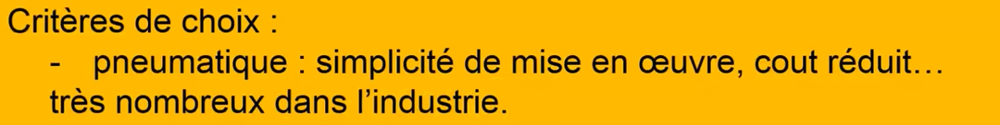 Critères de choix :
- pneumatique : simplicité de mise en œuvre, cout réduit…
très nombreux dans l'industrie.